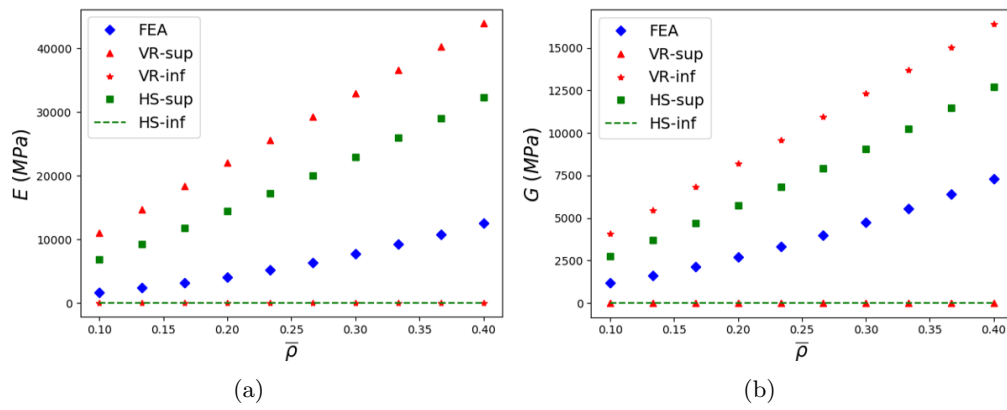 FEA
VR-sup
VR-inf
HS-sup
HS-inf
40000
30000
20000
10000
0
E (MPa)
0.10 0.15 0.20 0.25 0.30 0.35 0.40
ρ̅
(a)
FEA
VR-sup
VR-inf
HS-sup
HS-inf
15000
12500
10000
7500
5000
2500
0
G (MPa)
0.10 0.15 0.20 0.25 0.30 0.35 0.40
ρ̅
(b)